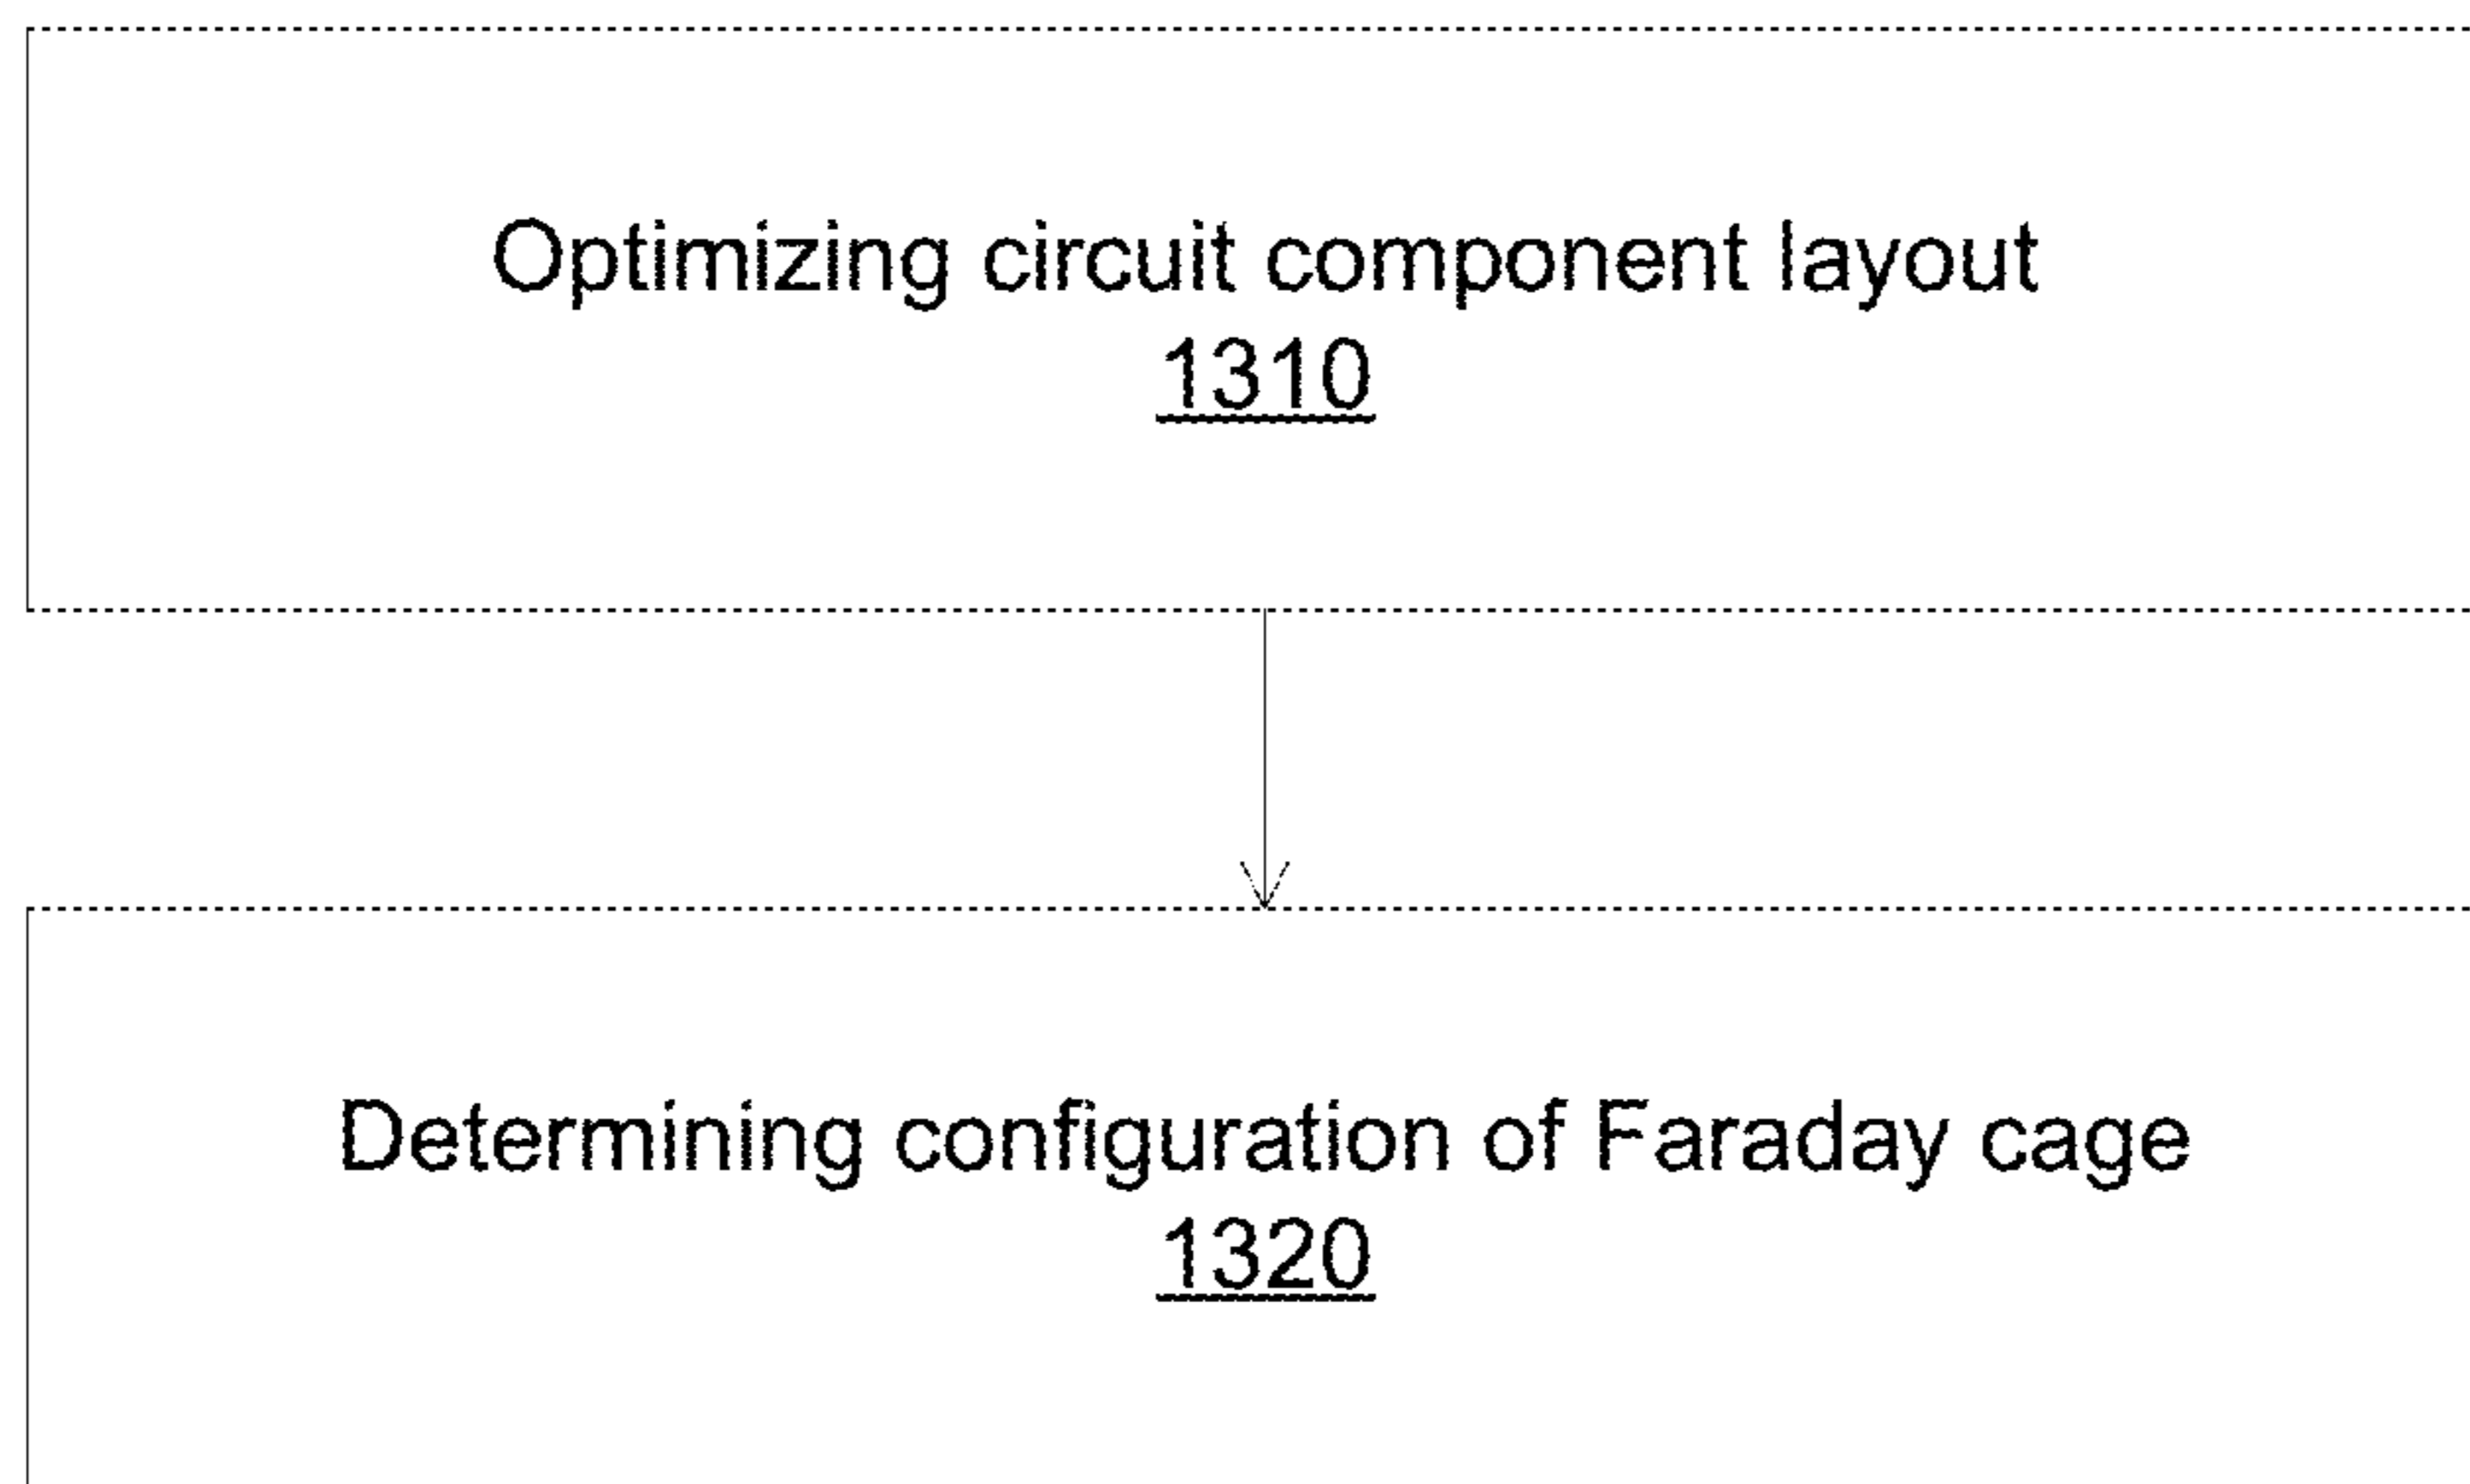 Optimizing circuit component layout
1310
Determining configuration of Faraday cage
1320